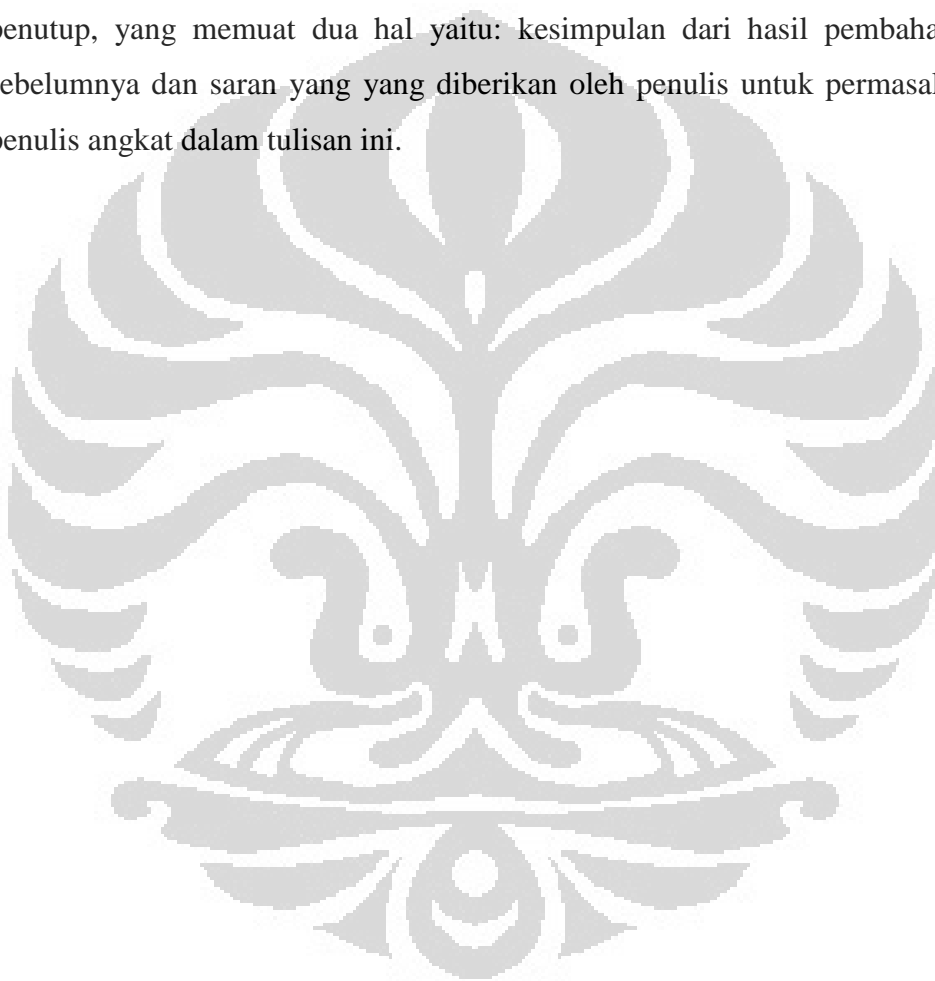 penutup, yang memuat dua hal yaitu: kesimpulan dari hasil pembaha
sebelumnya dan saran yang yang diberikan oleh penulis untuk permasal
penulis angkat dalam tulisan ini.